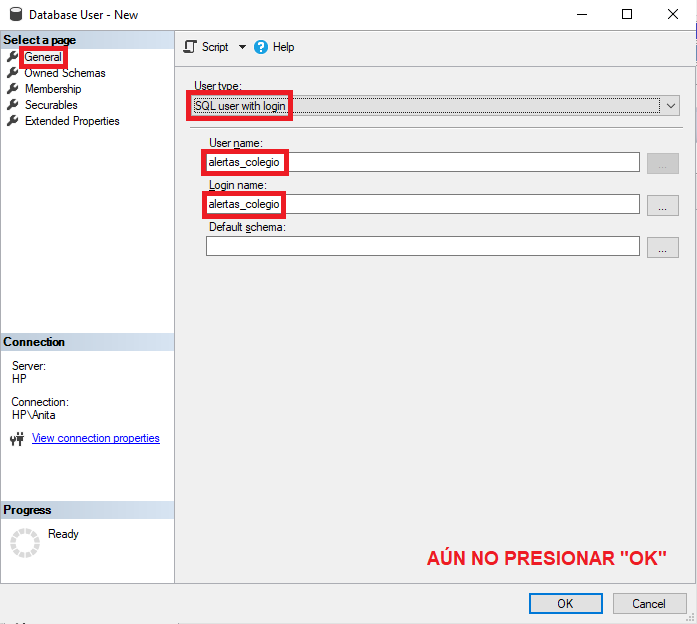 Database User - New
Select a page
General
Owned Schemas
Membership
Securables
Extended Properties
Script
Help
User type:
SQL user with login
User name:
alertas_colegio
...
Login name:
alertas_colegio
...
Default schema:
...
Connection
Server:
HP
Connection:
HP\Anita
View connection properties
Progress
Ready
AÚN NO PRESIONAR "OK"
OK
Cancel